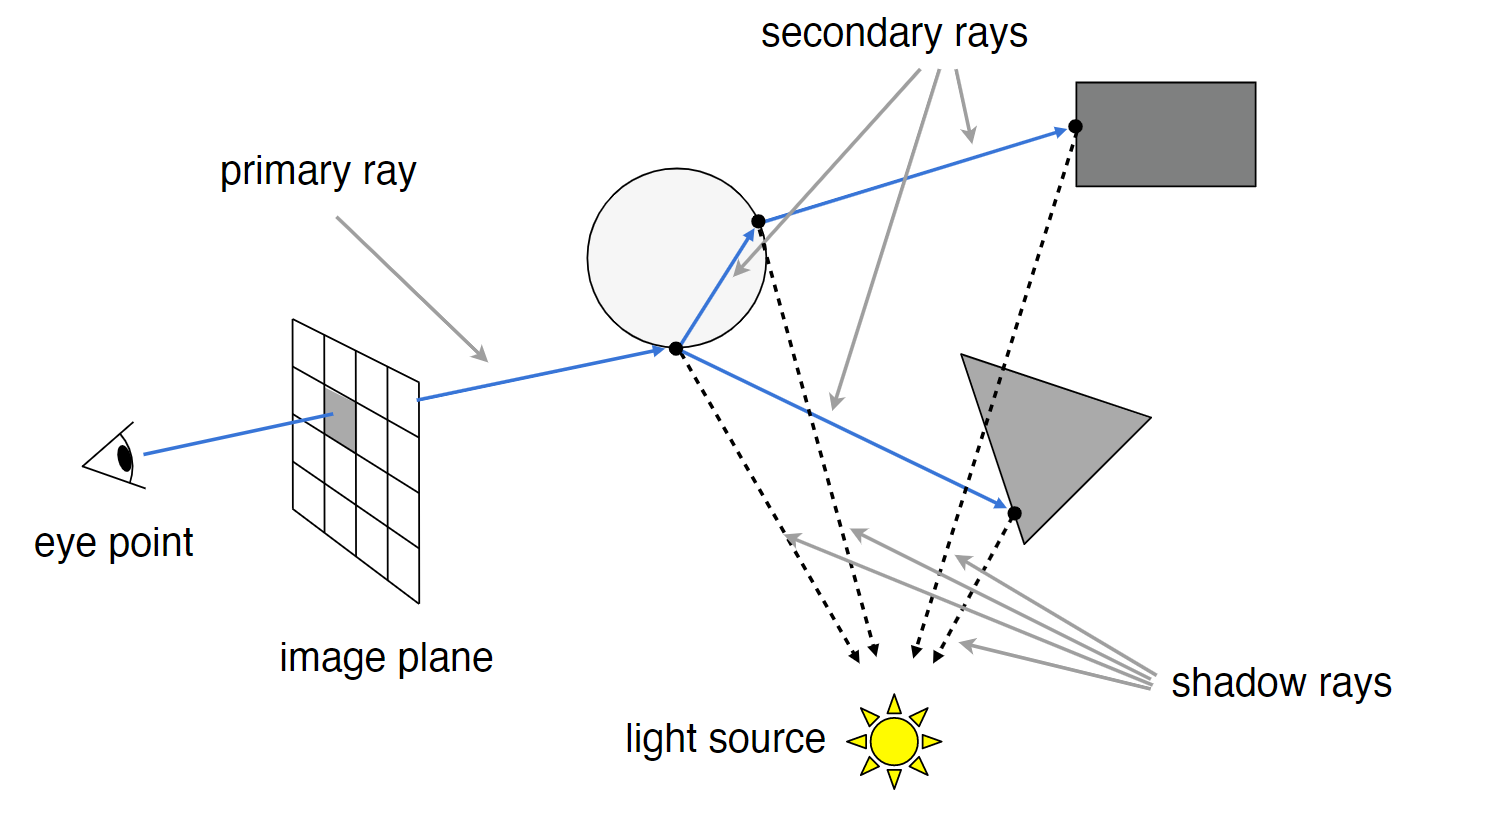 secondary rays
primary ray
eye point
image plane
shadow rays
light source